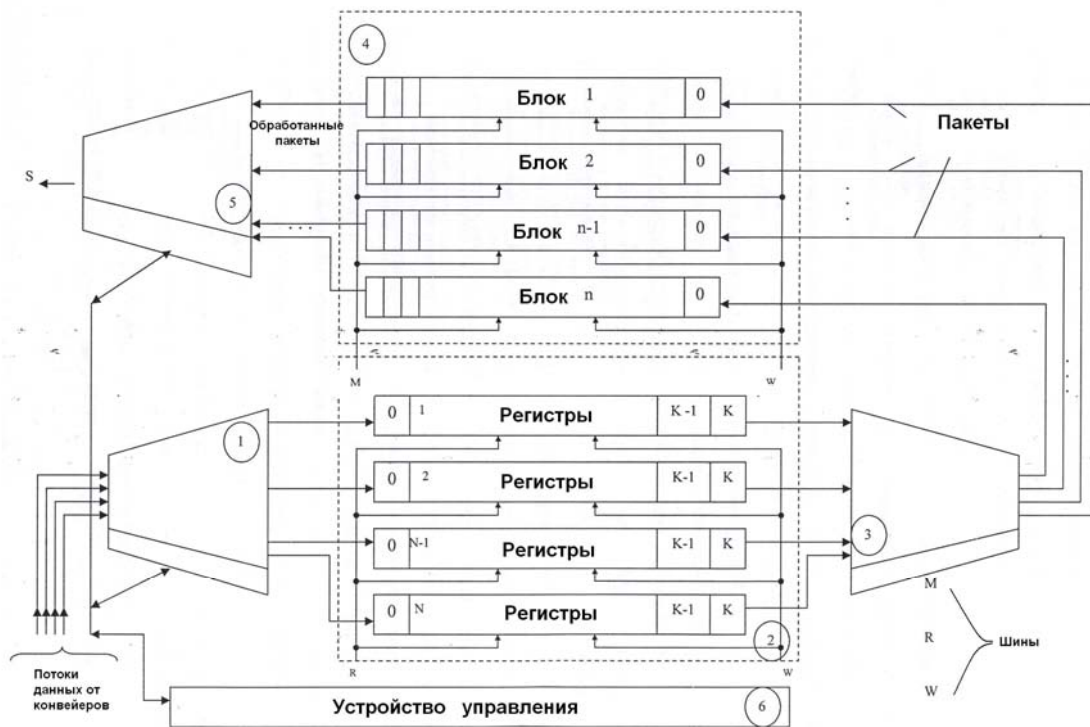 4
Блок 1 0
Обработанные
пакеты
Пакеты
Блок 2 0
S
5
. . .
Блок n-1 0
Блок n 0
M W
1
0 1 Регистры K-1 K
0 2 Регистры K-1 K
0 N-1 Регистры K-1 K
3
0 N Регистры K-1 K
2
R W
M
R
W
Шины
Потоки
данных от
конвейеров
Устройство управления 6